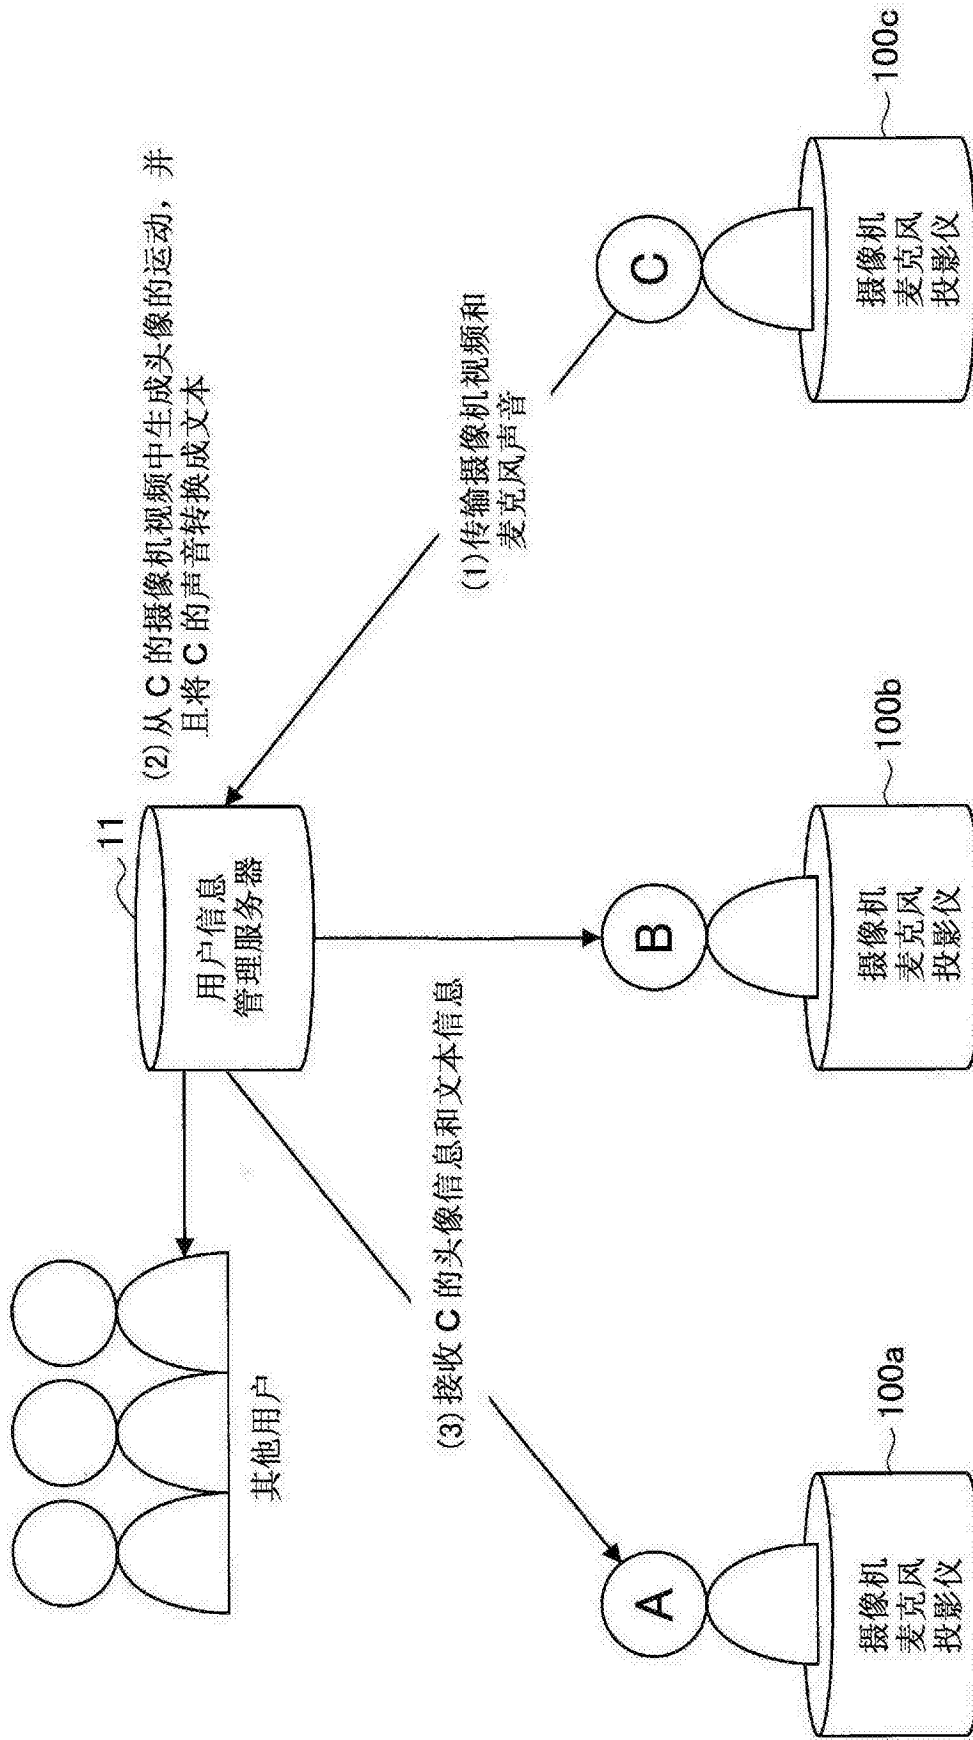 11
用户信息
管理服务器
(2)从 C 的摄像机视频中生成头像的运动，并
且将 C 的声音转换成文本
其他用户
(3)接收 C 的头像信息和文本信息
(1)传输摄像机视频和
麦克风声音
A
摄像机
麦克风
投影仪
100a
B
摄像机
麦克风
投影仪
100b
C
摄像机
麦克风
投影仪
100c